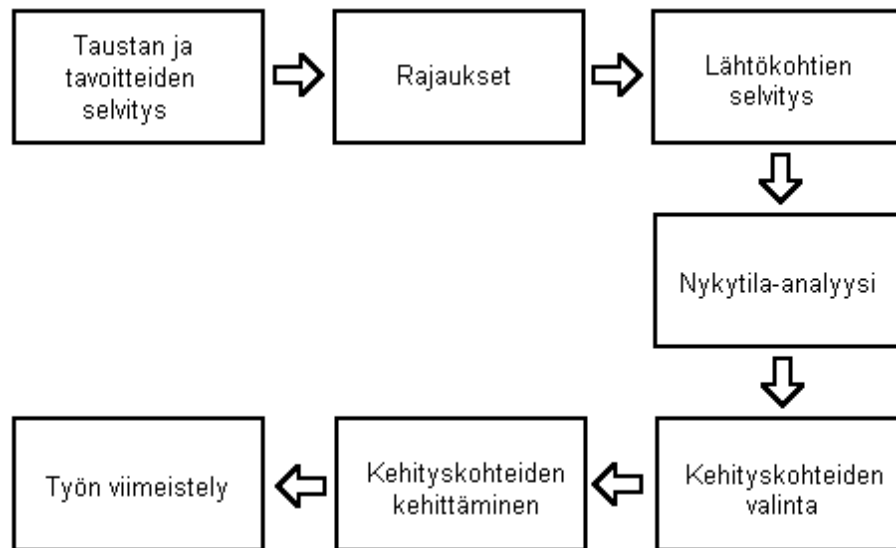 Taustan ja
tavoitteiden
selvitys
Rajaukset
Lähtökohtien
selvitys
Nykytila-analyysi
Kehityskohteiden
valinta
Kehityskohteiden
kehittäminen
Työn viimeistely